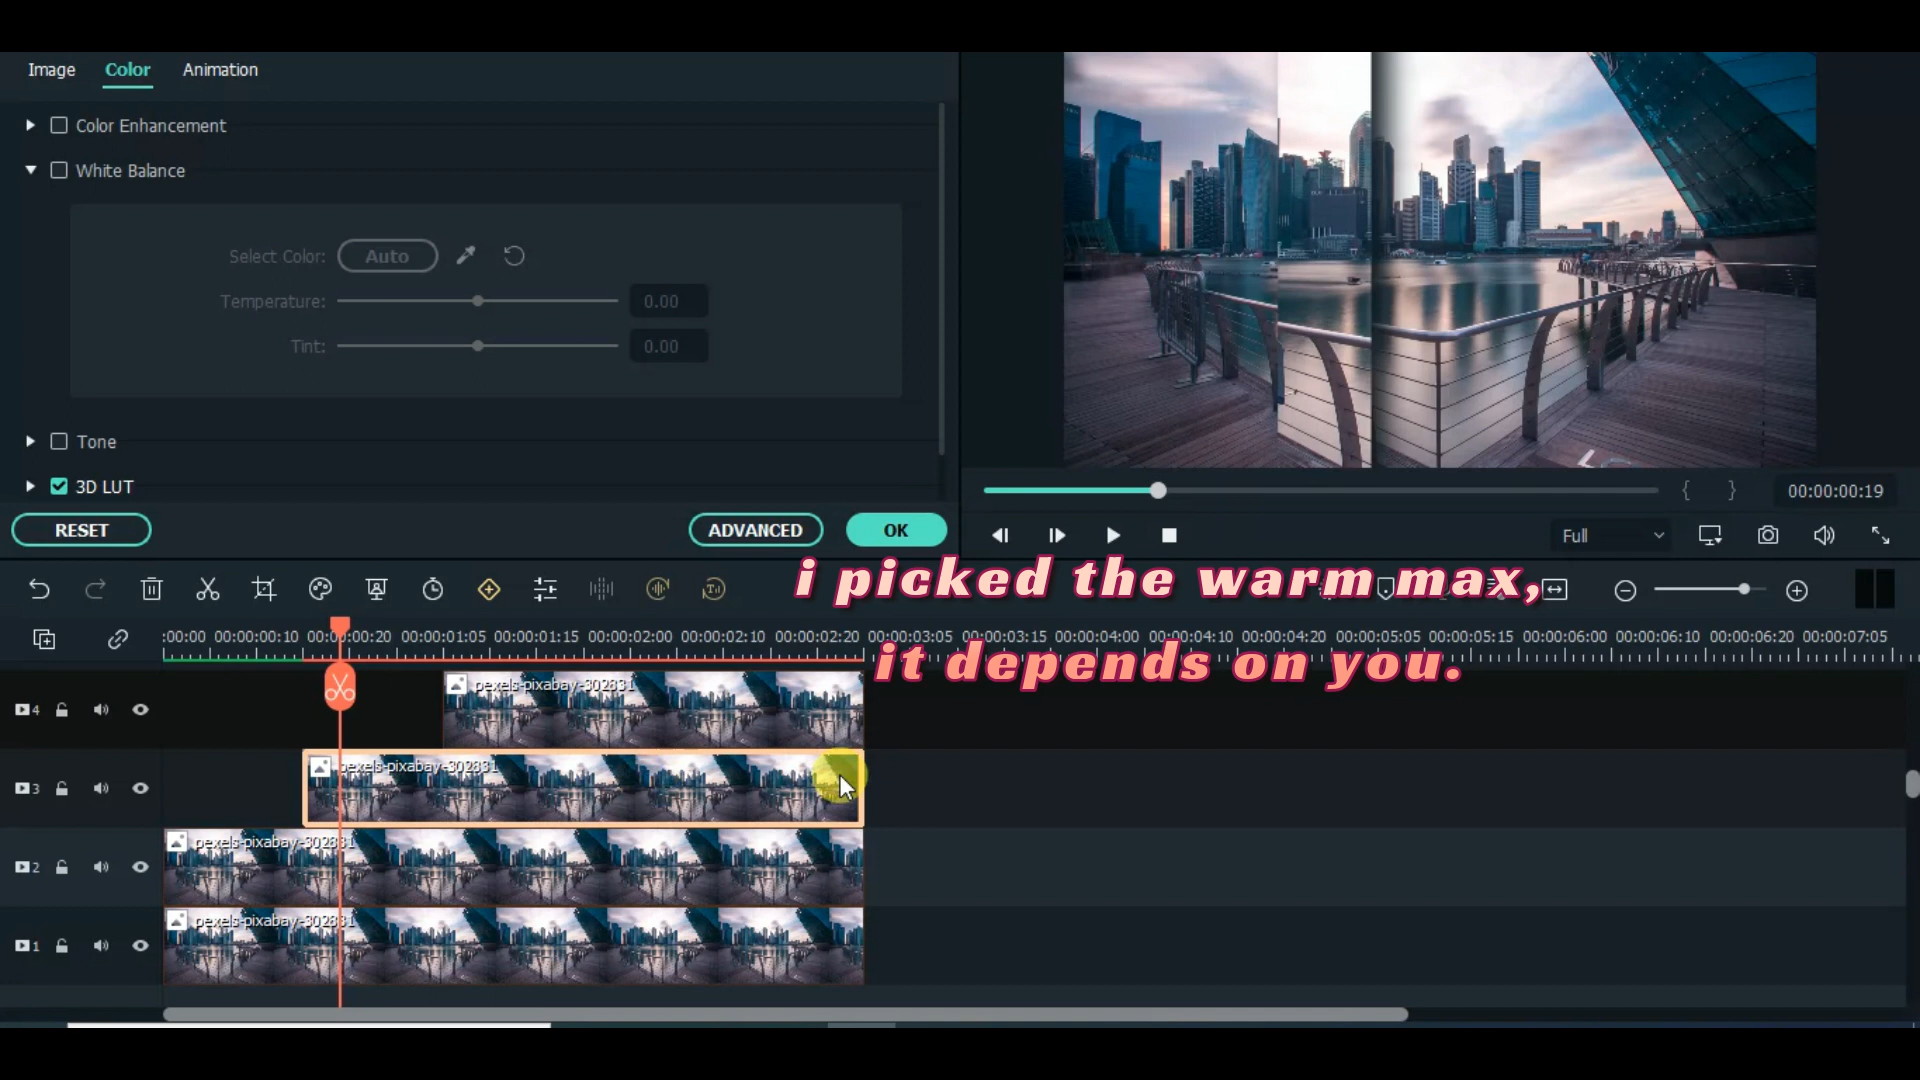 Image Color Animation
Color Enhancement
White Balance
Select Color: Auto
Temperature: 0.00
Tint: 0.00
Tone
3D LUT
RESET ADVANCED OK
00:00:00:19
Full
i picked the warm max,
it depends on you.
:00:00 00:00:00:10 00:00:00:20 00:00:01:05 00:00:01:15 00:00:02:00 00:00:02:10 00:00:02:20 00:00:03:05 00:00:03:15 00:00:04:00 00:00:04:10 00:00:04:20 00:00:05:05 00:00:05:15 00:00:06:00 00:00:06:10 00:00:06:20 00:00:07:05
4 pexels-pixabay-302831
3 pexels-pixabay-302831
2 pexels-pixabay-302831
1 pexels-pixabay-302831